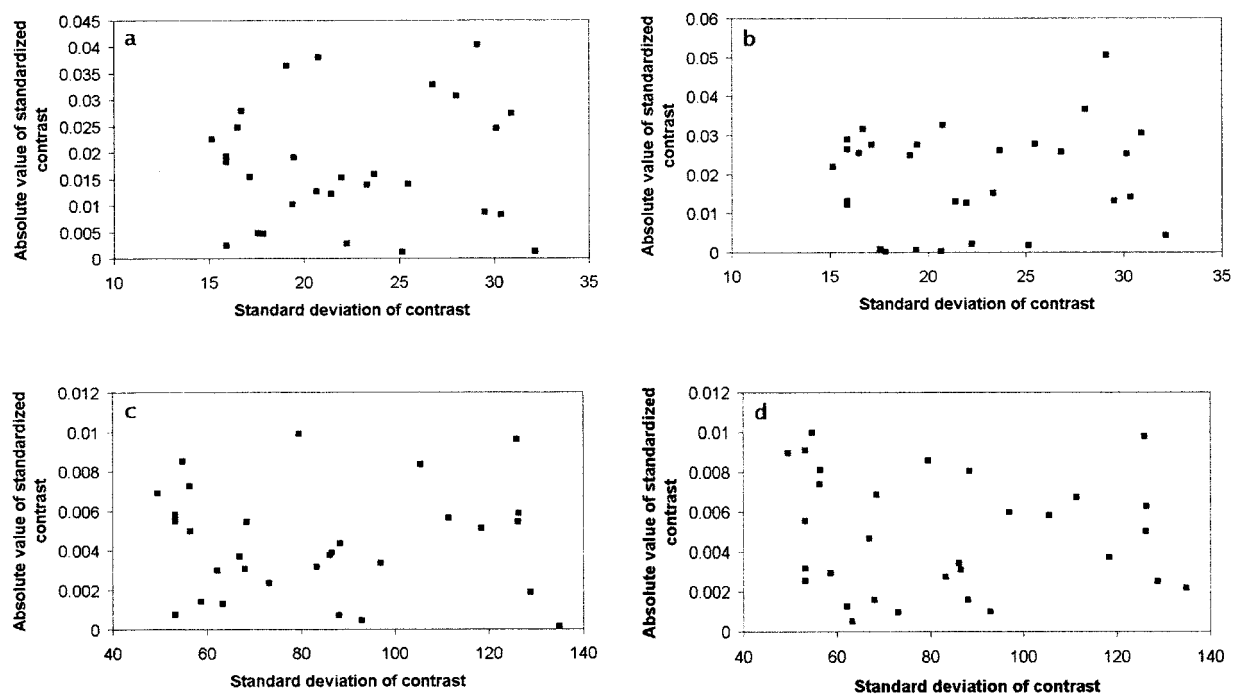 a
Absolute value of standardized
contrast
0.045
0.04
0.035
0.03
0.025
0.02
0.015
0.01
0.005
0
10 15 20 25 30 35
Standard deviation of contrast
b
Absolute value of standardized
contrast
0.06
0.05
0.04
0.03
0.02
0.01
0
10 15 20 25 30 35
Standard deviation of contrast
c
Absolute value of standardized
contrast
0.012
0.01
0.008
0.006
0.004
0.002
0
40 60 80 100 120 140
Standard deviation of contrast
d
Absolute value of standardized
contrast
0.012
0.01
0.008
0.006
0.004
0.002
0
40 60 80 100 120 140
Standard deviation of contrast